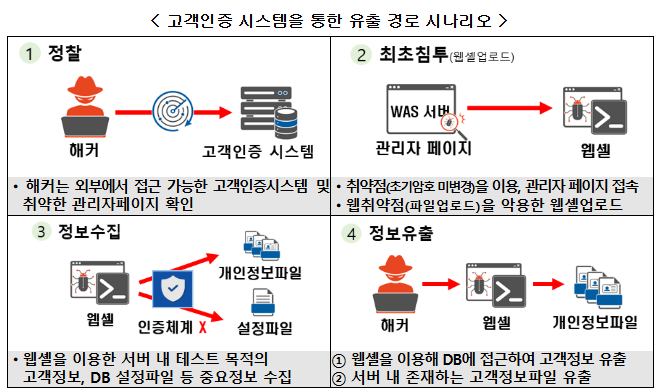 < 고객인증 시스템을 통한 유출 경로 시나리오 >
1 정찰
해커
고객인증 시스템
• 해커는 외부에서 접근 가능한 고객인증시스템 및
취약한 관리자페이지 확인
2 최초침투(웹셸업로드)
WAS 서버
관리자 페이지
웹셸
• 취약점(초기암호 미변경)을 이용, 관리자 페이지 접속
• 웹취약점(파일업로드)을 악용한 웹셸업로드
3 정보수집
개인정보파일
웹셸
인증체계 X
설정파일
• 웹셸을 이용한 서버 내 테스트 목적의
고객정보, DB 설정파일 등 중요정보 수집
4 정보유출
해커
웹셸
개인정보파일
① 웹셸을 이용해 DB에 접근하여 고객정보 유출
② 서버 내 존재하는 고객정보파일 유출